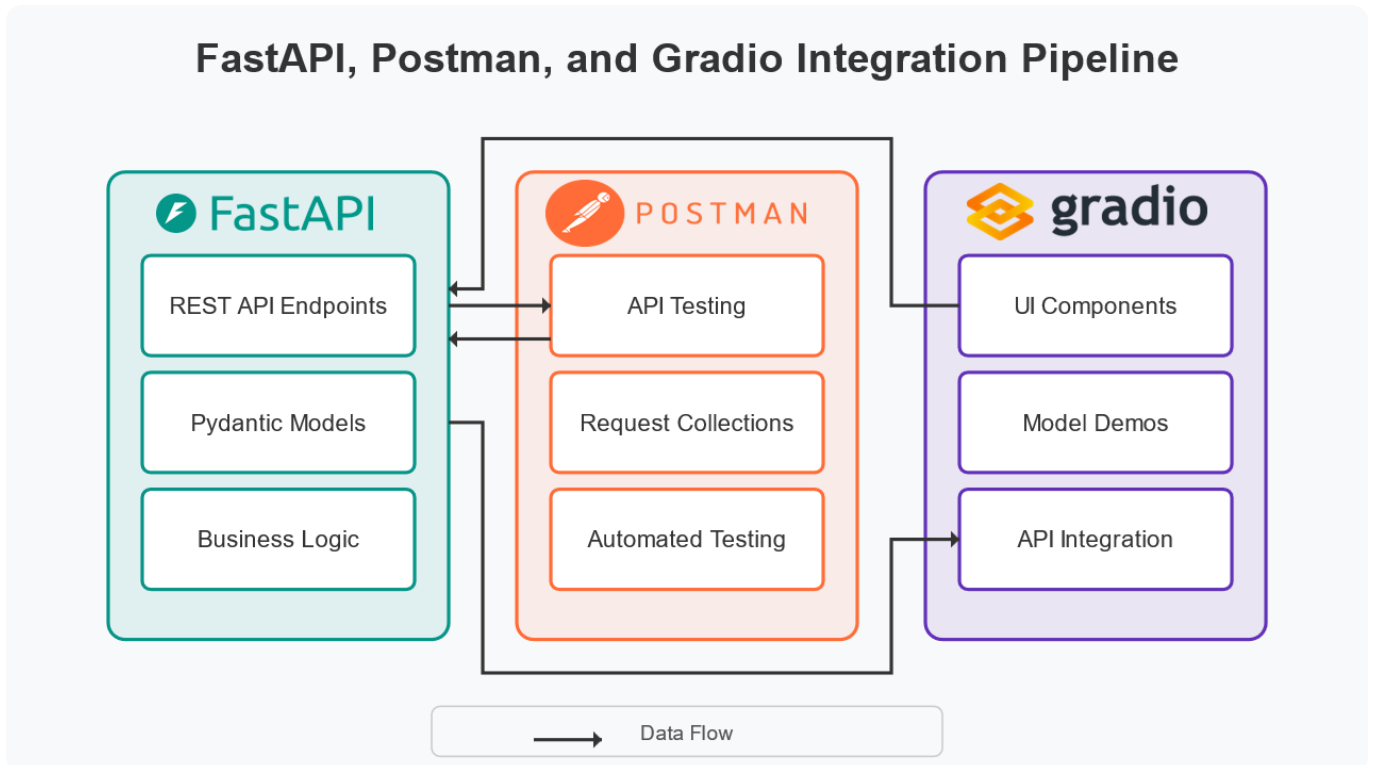 FastAPI, Postman, and Gradio Integration Pipeline
FastAPI
REST API Endpoints
Pydantic Models
Business Logic
POSTMAN
API Testing
Request Collections
Automated Testing
gradio
UI Components
Model Demos
API Integration
Data Flow